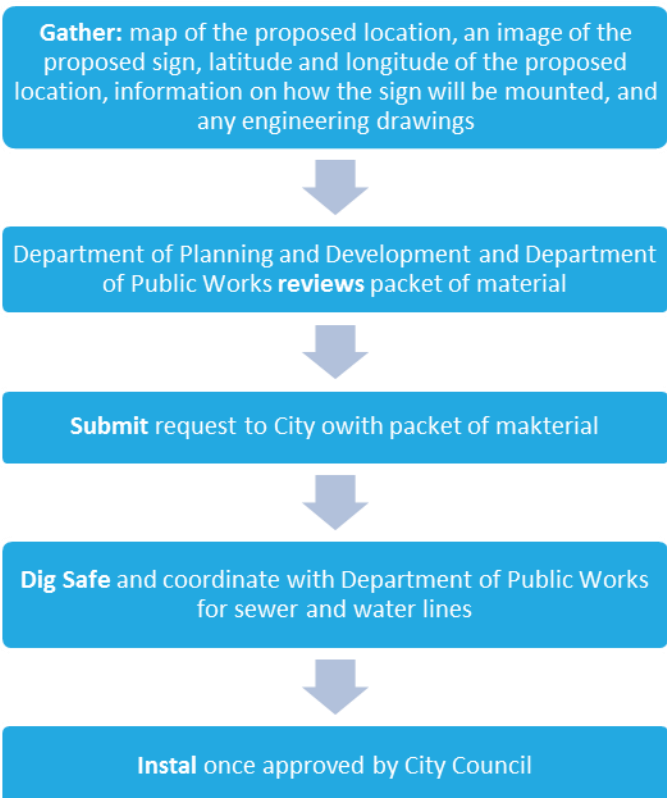 Gather: map of the proposed location, an image of the
proposed sign, latitude and longitude of the proposed
location, information on how the sign will be mounted, and
any engineering drawings
Department of Planning and Development and Department
of Public Works reviews packet of material
Submit request to City owith packet of makterial
Dig Safe and coordinate with Department of Public Works
for sewer and water lines
Instal once approved by City Council